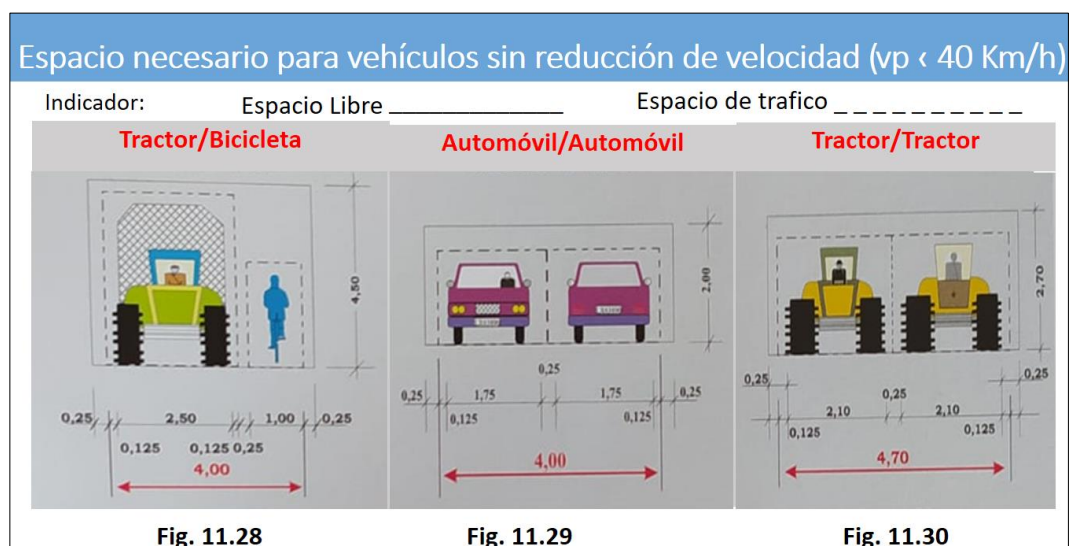 Espacio necesario para vehículos sin reducción de velocidad (vp ‹ 40 Km/h)
Indicador: Espacio Libre _____________ Espacio de trafico _ _ _ _ _ _ _ _ _ _
Tractor/Bicicleta
4,50
0,25 2,50 1,00 0,25
0,125 0,125 0,25
4,00
Fig. 11.28
Automóvil/Automóvil
2,00
0,25
0,25 1,75 1,75 0,25
0,125 0,125
4,00
Fig. 11.29
Tractor/Tractor
2,70
0,25 0,25
0,25
2,10 2,10
0,125 0,125
4,70
Fig. 11.30